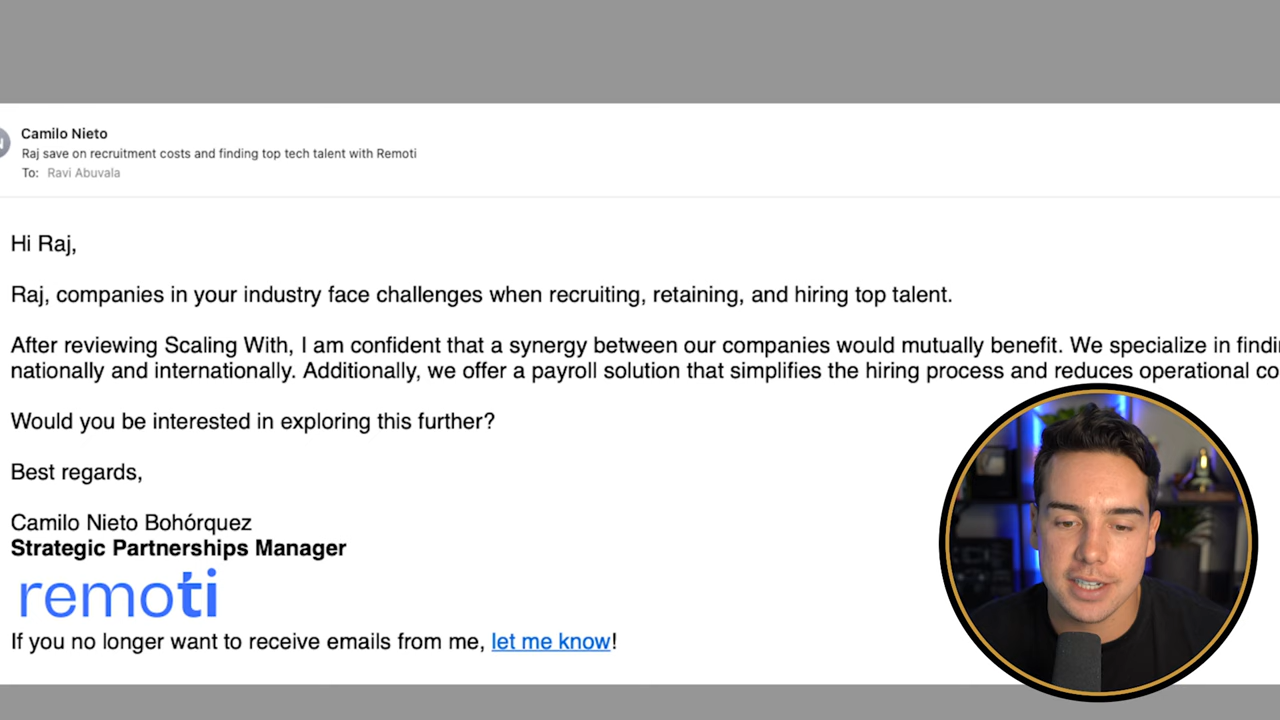 Camilo Nieto
Raj save on recruitment costs and finding top tech talent with Remoti
To: Ravi Abuvala
Hi Raj,
Raj, companies in your industry face challenges when recruiting, retaining, and hiring top talent.
After reviewing Scaling With, I am confident that a synergy between our companies would mutually benefit. We specialize in
nationally and internationally. Additionally, we offer a payroll solution that simplifies the hiring process and reduces operational
Would you be interested in exploring this further?
Best regards,
Camilo Nieto Bohórquez
Strategic Partnerships Manager
remoti
If you no longer want to receive emails from me, let me know!